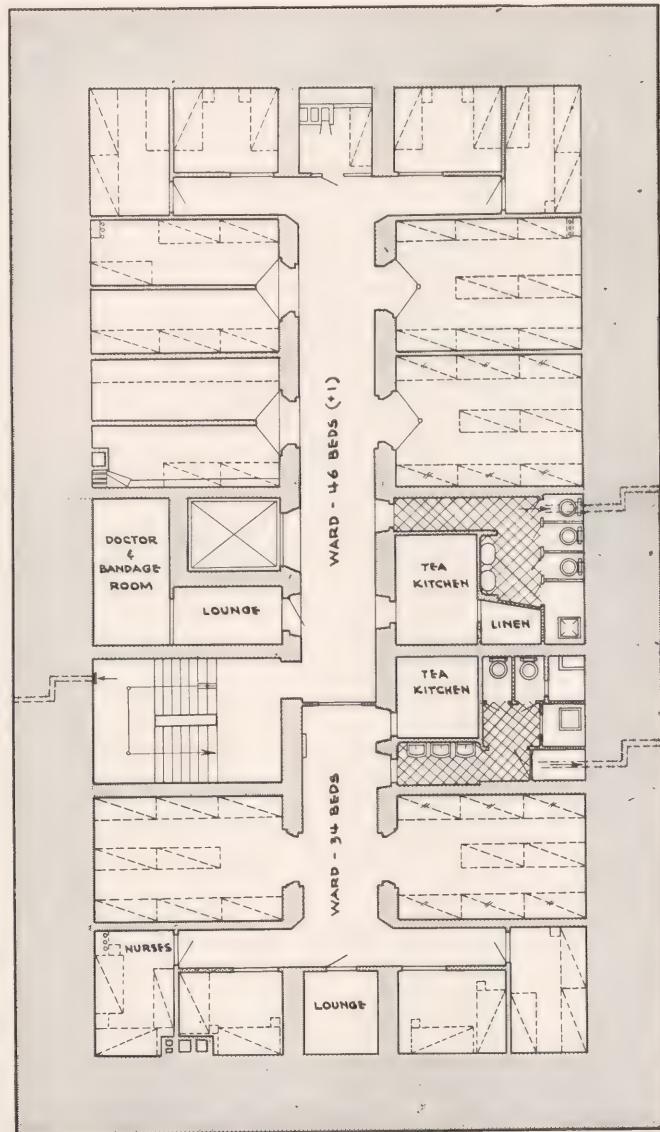 WARD - 46 BEDS (+1)
DOCTOR
&
BANDAGE
ROOM
LOUNGE
TEA
KITCHEN
LINEN
TEA
KITCHEN
WARD - 34 BEDS
NURSES
LOUNGE